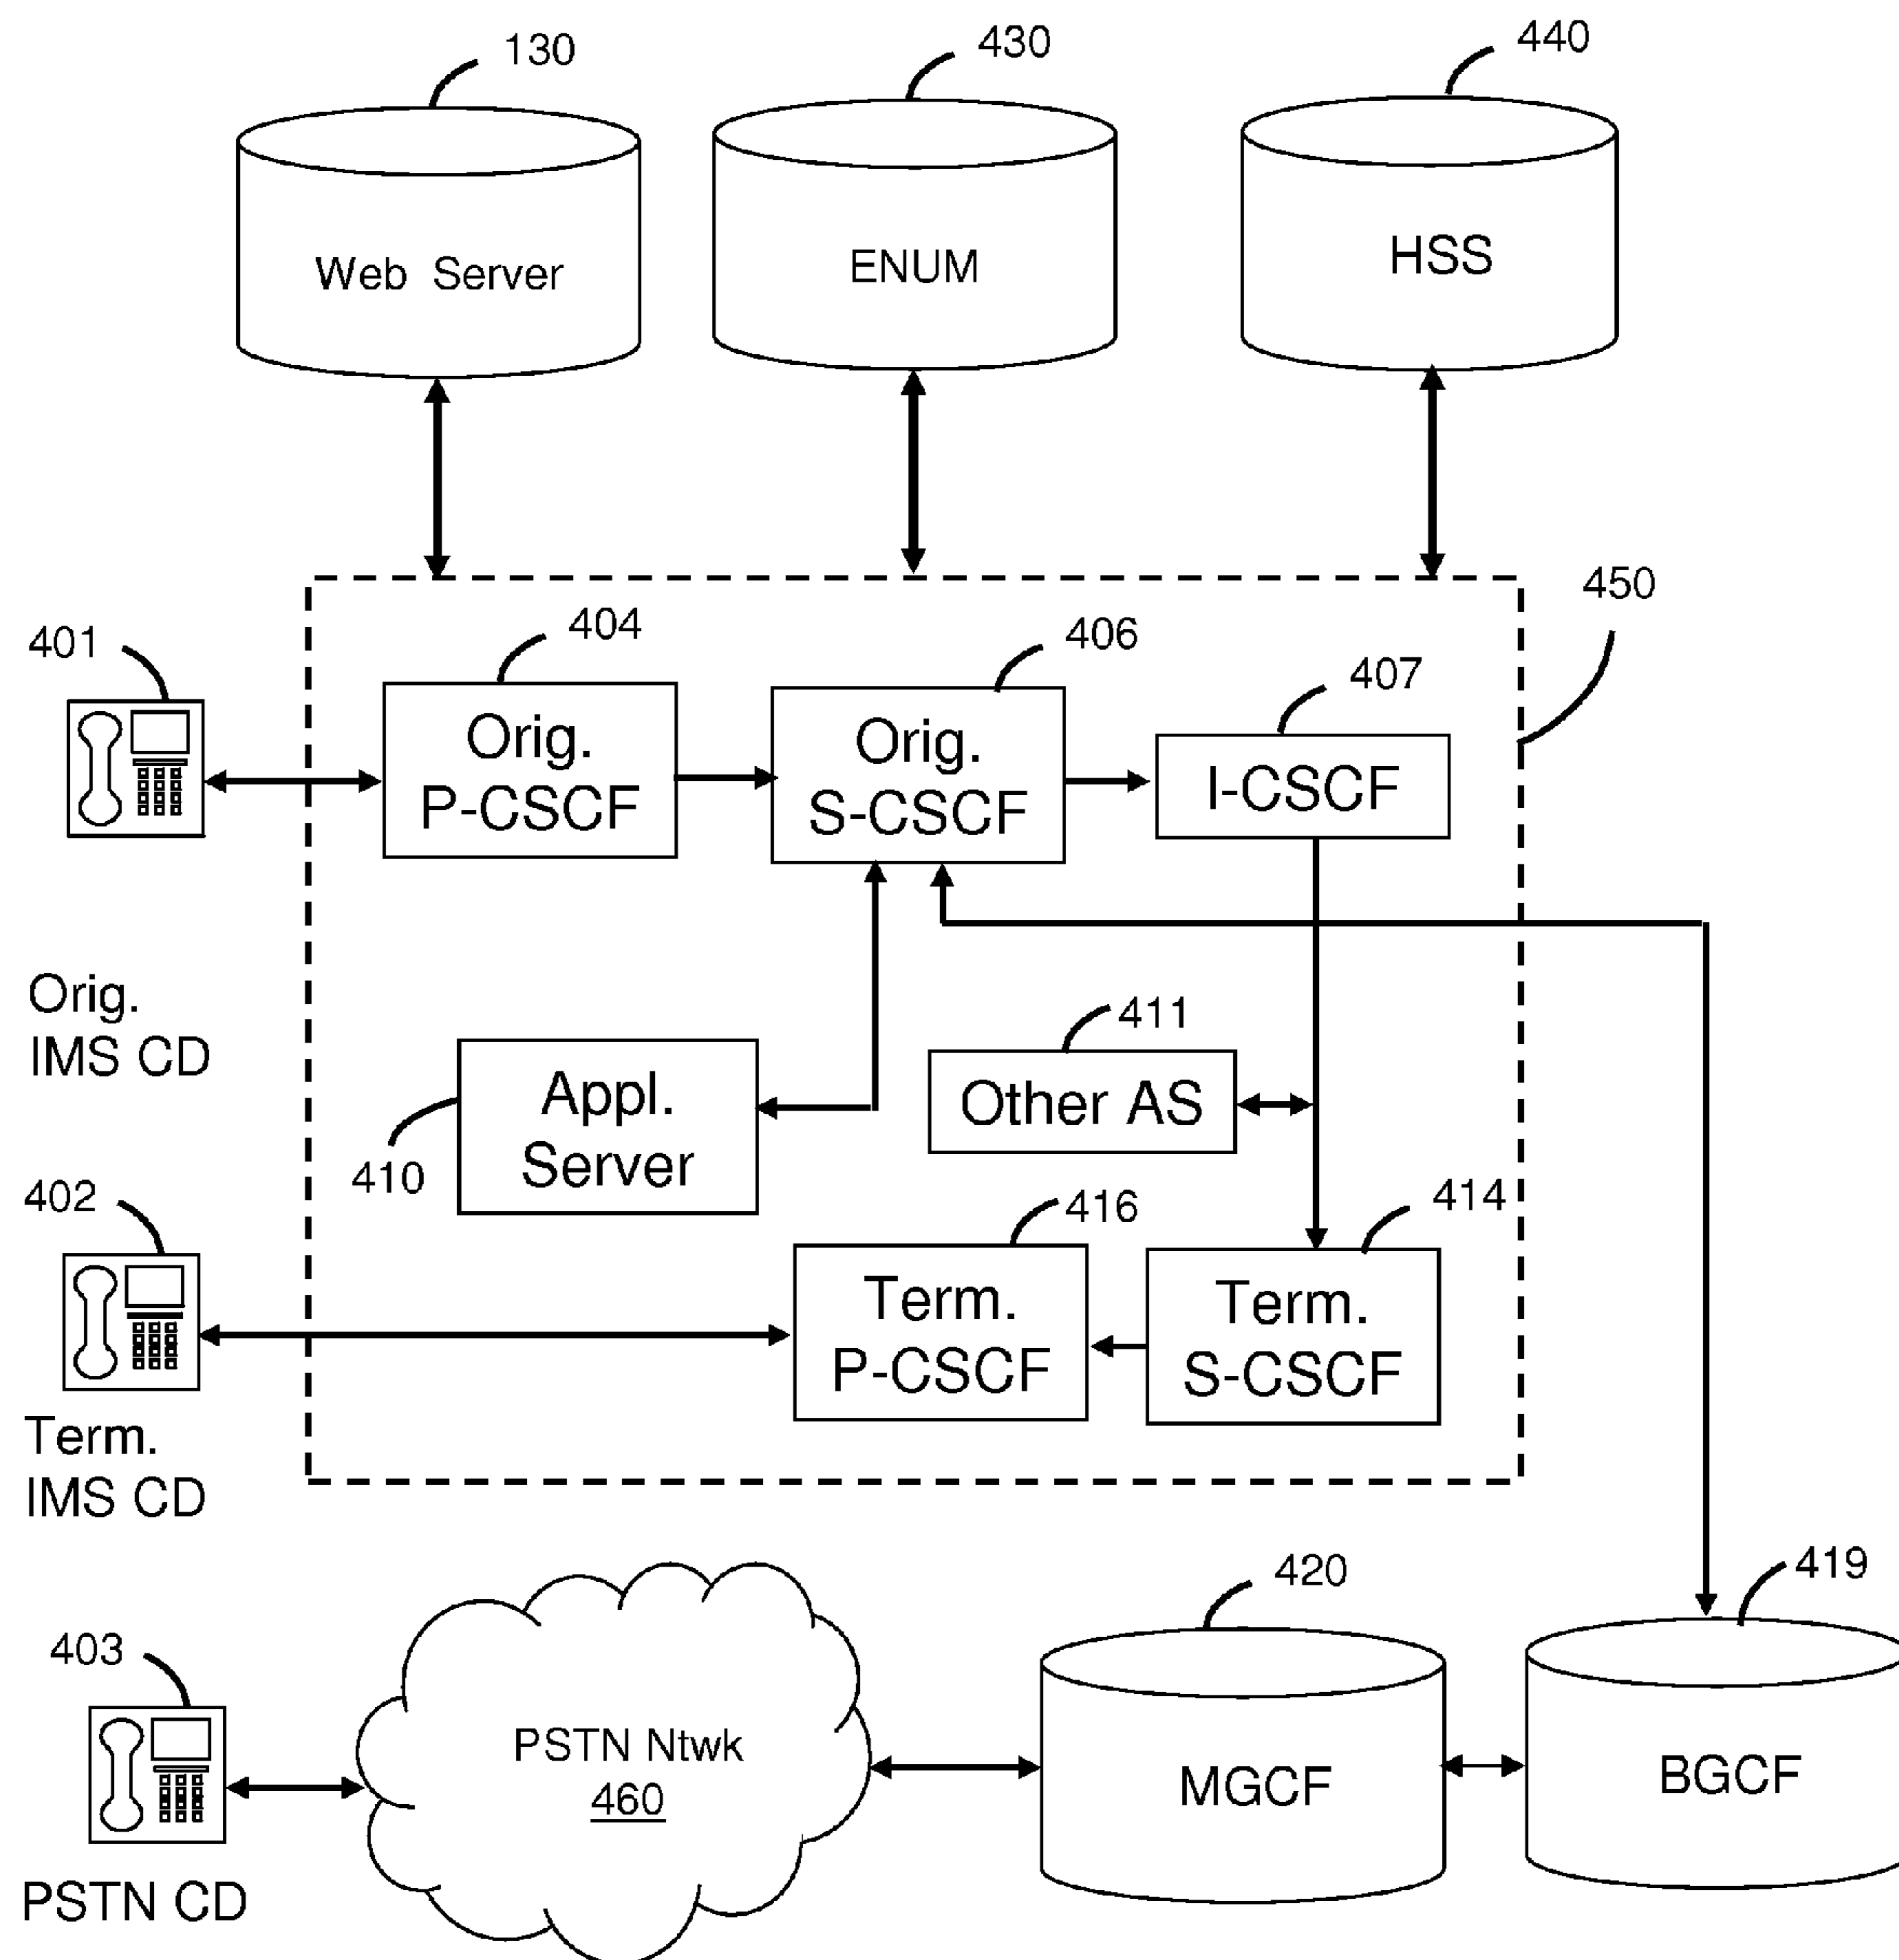 130
430
440
Web Server
ENUM
HSS
450
401
404
406
407
Orig.
P-CSCF
Orig.
S-CSCF
I-CSCF
Orig.
IMS CD
411
Appl.
Server
Other AS
410
402
416
414
Term.
P-CSCF
Term.
S-CSCF
Term.
IMS CD
420
419
403
PSTN Ntwk
460
MGCF
BGCF
PSTN CD